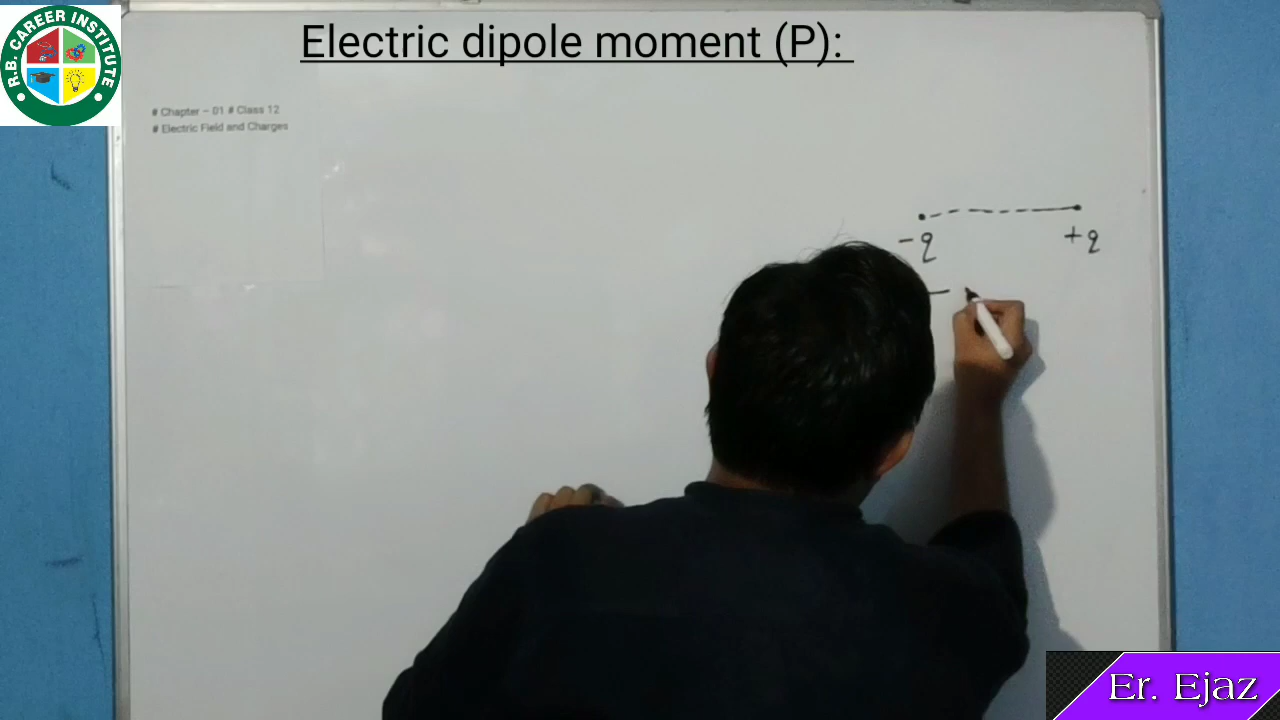 R.B. CAREER INSTITUTE
Electric dipole moment (P):
# Chapter – 01 # Class 12
# Electric Field and Charges
-q +q
Er. Ejaz